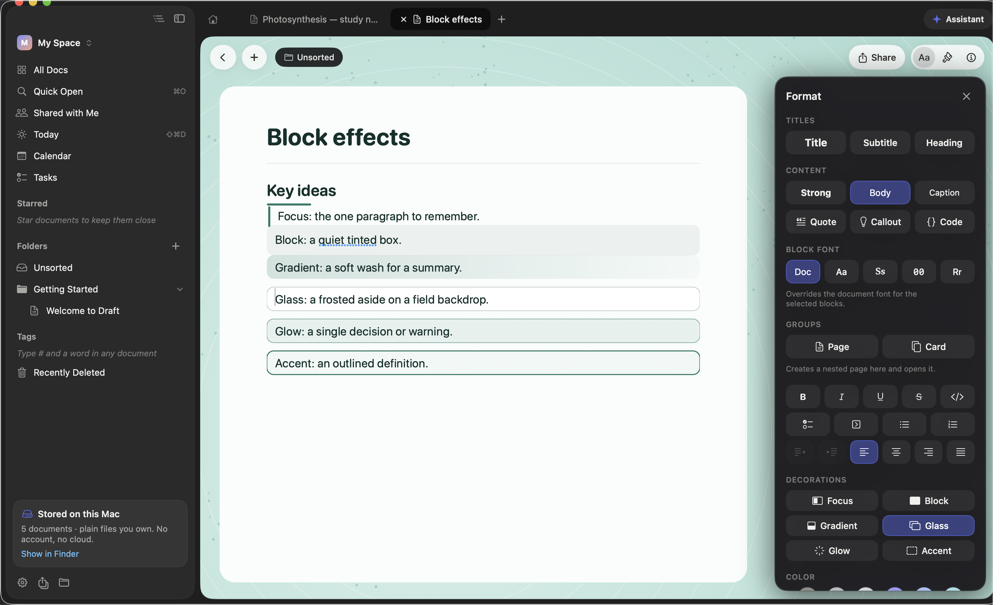 Photosynthesis — study n...
Block effects
Assistant
M My Space
All Docs
Quick Open ⌘O
Shared with Me
Today ⇧⌘D
Calendar
Tasks
Starred
Star documents to keep them close
Folders
Unsorted
Getting Started
Welcome to Draft
Tags
Type # and a word in any document
Recently Deleted
Stored on this Mac
5 documents · plain files you own. No
account, no cloud.
Show in Finder
Unsorted
Share
Aa
Block effects
Key ideas
Focus: the one paragraph to remember.
Block: a quiet tinted box.
Gradient: a soft wash for a summary.
Glass: a frosted aside on a field backdrop.
Glow: a single decision or warning.
Accent: an outlined definition.
Format
TITLES
Title Subtitle Heading
CONTENT
Strong Body Caption
Quote Callout {} Code
BLOCK FONT
Doc Aa Ss 00 Rr
Overrides the document font for the
selected blocks.
GROUPS
Page Card
Creates a nested page here and opens it.
B I U S </>
DECORATIONS
Focus Block
Gradient Glass
Glow Accent
COLOR